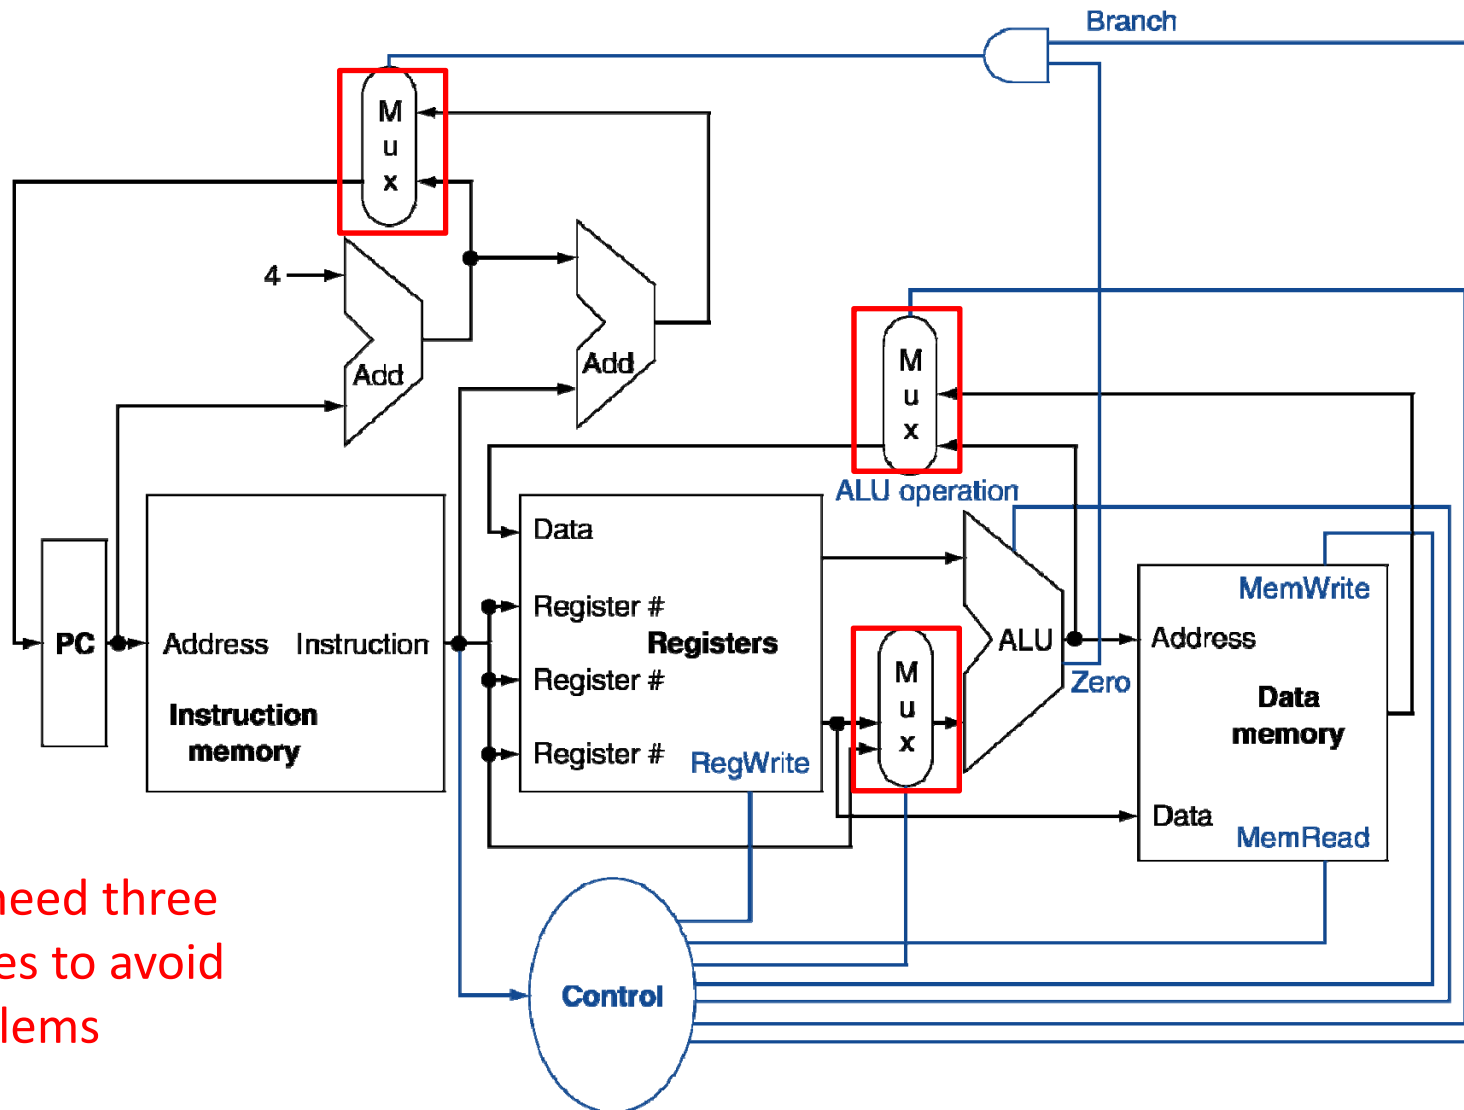 Branch
M
u
x
4
Add
Add
M
u
x
ALU operation
Data
Register #
Registers
Register #
Register #
RegWrite
PC
Address
Instruction
Instruction
memory
M
u
x
ALU
Zero
MemWrite
Address
Data
memory
Data
MemRead
Control
need three
es to avoid
lems